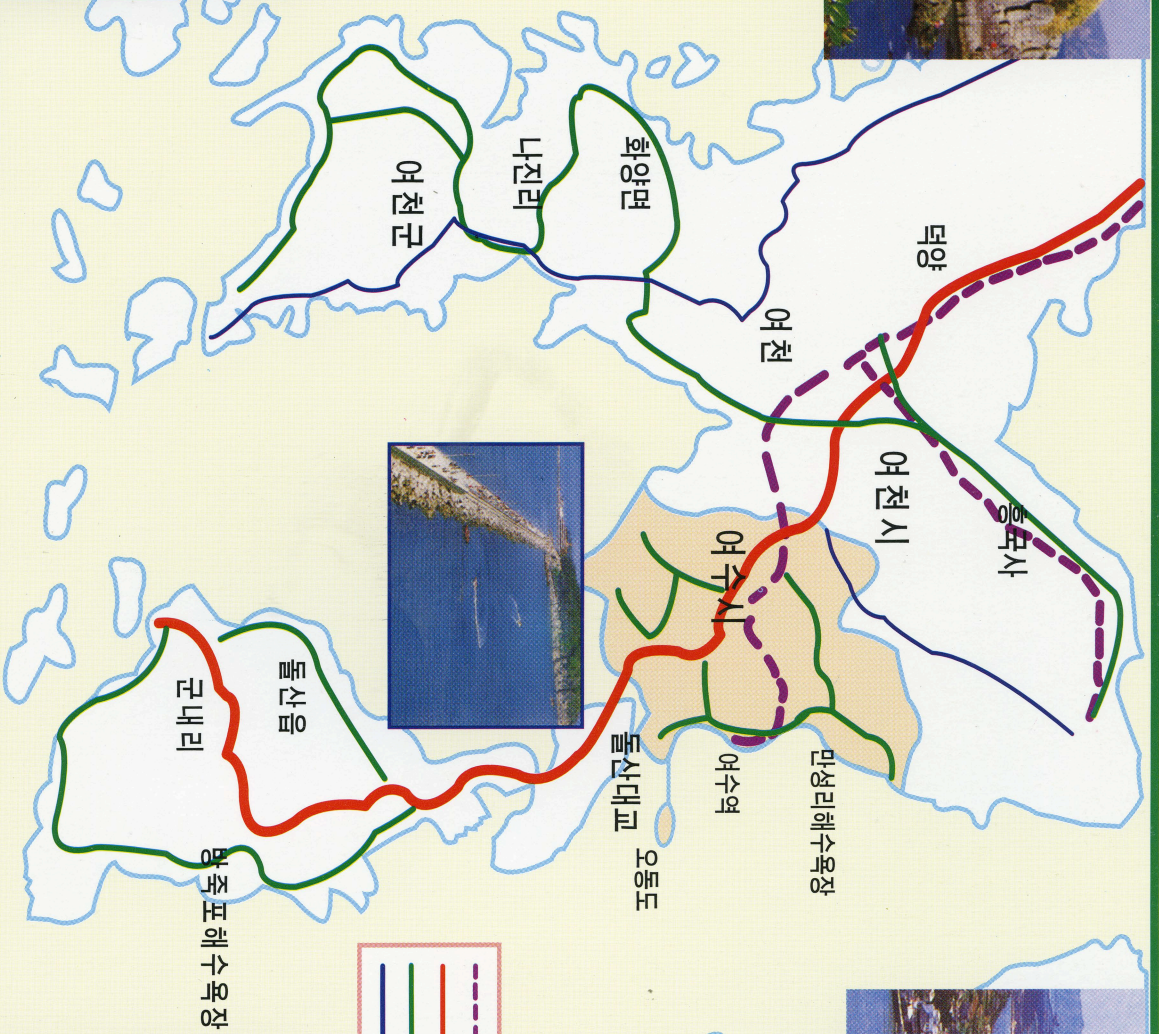 덕양
화양면
나진리
여천군
여천
여천시
흥국사
여수시
만성리해수욕장
여수역
돌산대교
오동도
돌산읍
군내리
방죽포해수욕장